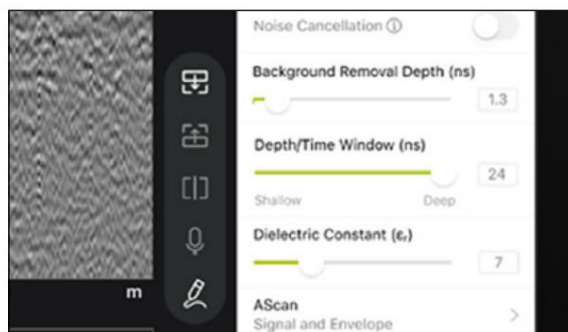 Noise Cancellation ⓘ
Background Removal Depth (ns)
1.3
Depth/Time Window (ns)
24
Shallow Deep
Dielectric Constant (εᵣ)
7
m
AScan
Signal and Envelope